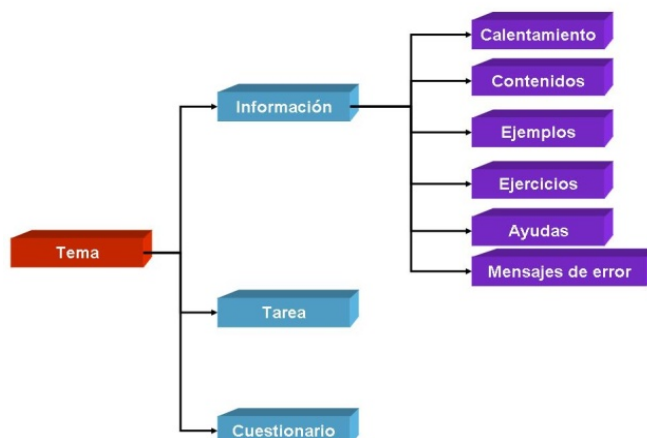 Calentamiento
Contenidos
Información
Ejemplos
Ejercicios
Ayudas
Tema
Mensajes de error
Tarea
Cuestionario